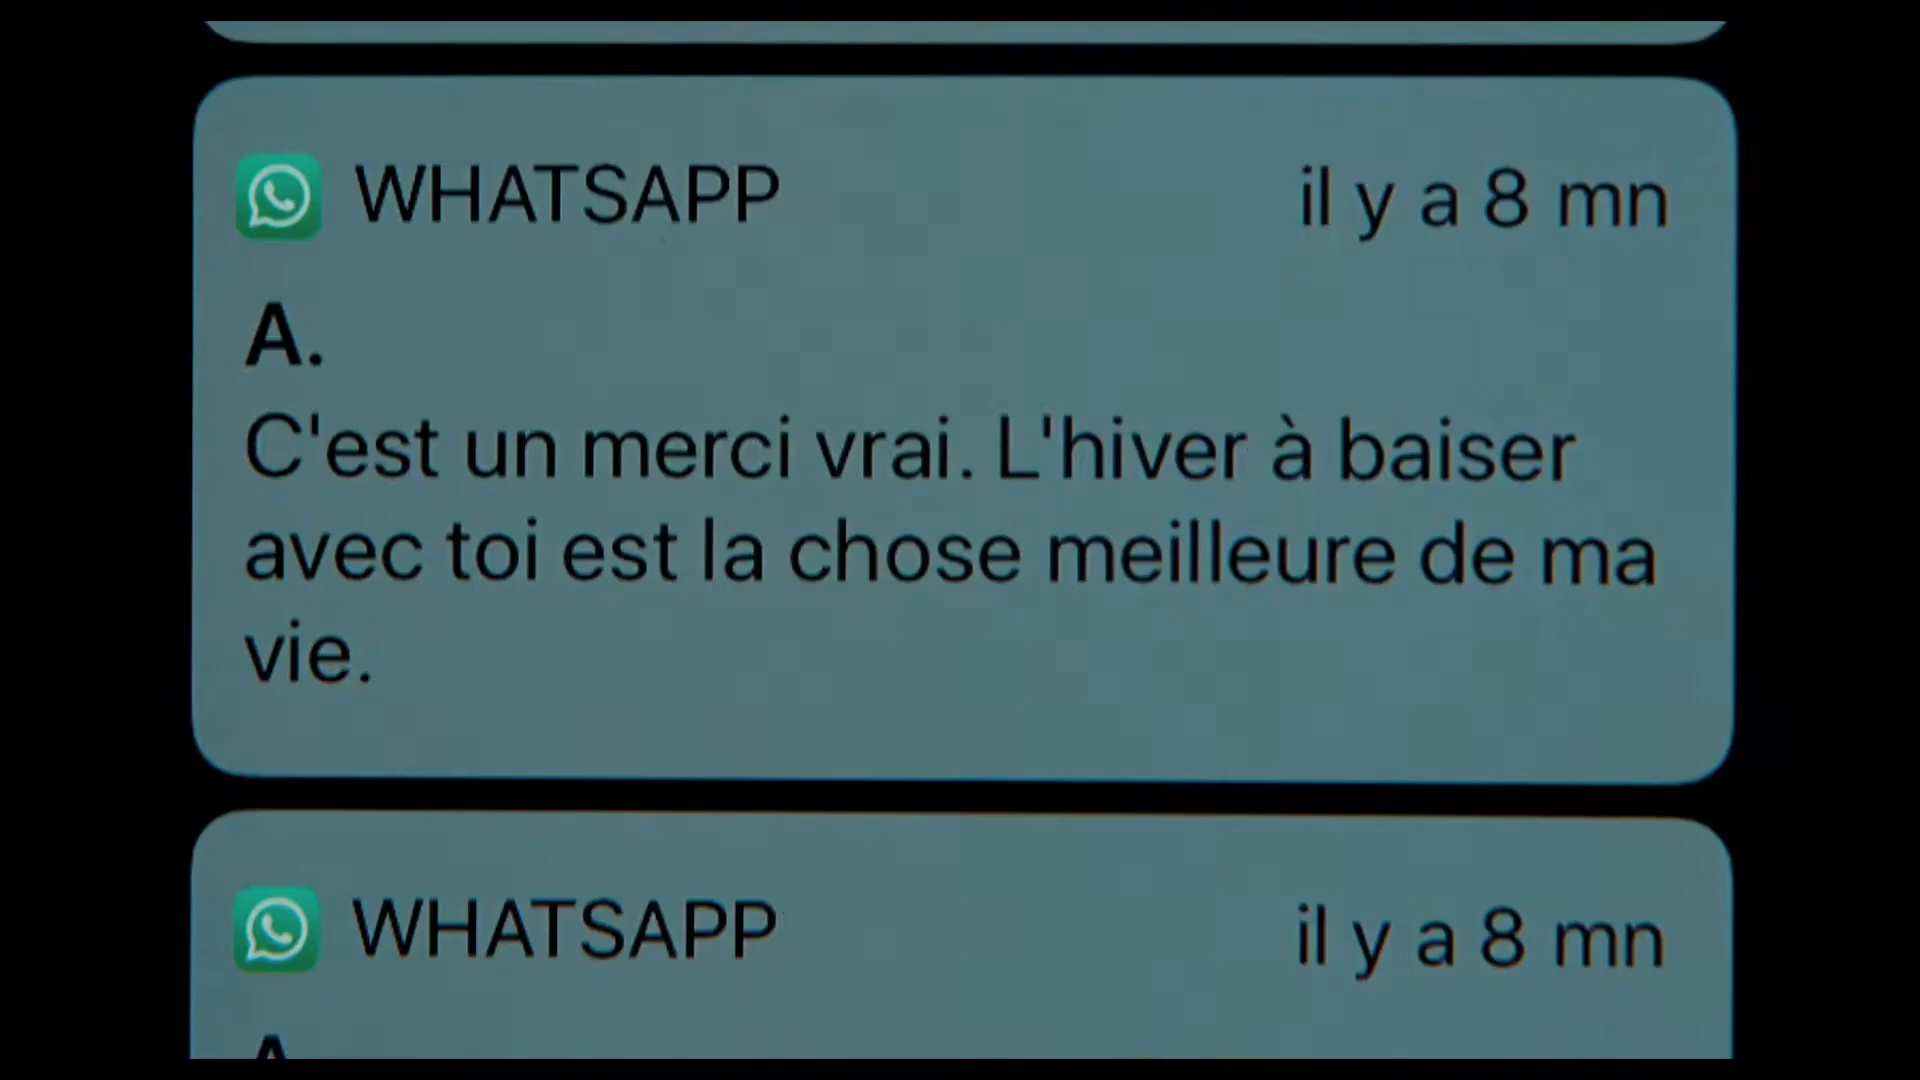 WHATSAPP il y a 8 mn
A.
C'est un merci vrai. L'hiver à baiser
avec toi est la chose meilleure de ma
vie.
WHATSAPP il y a 8 mn
A